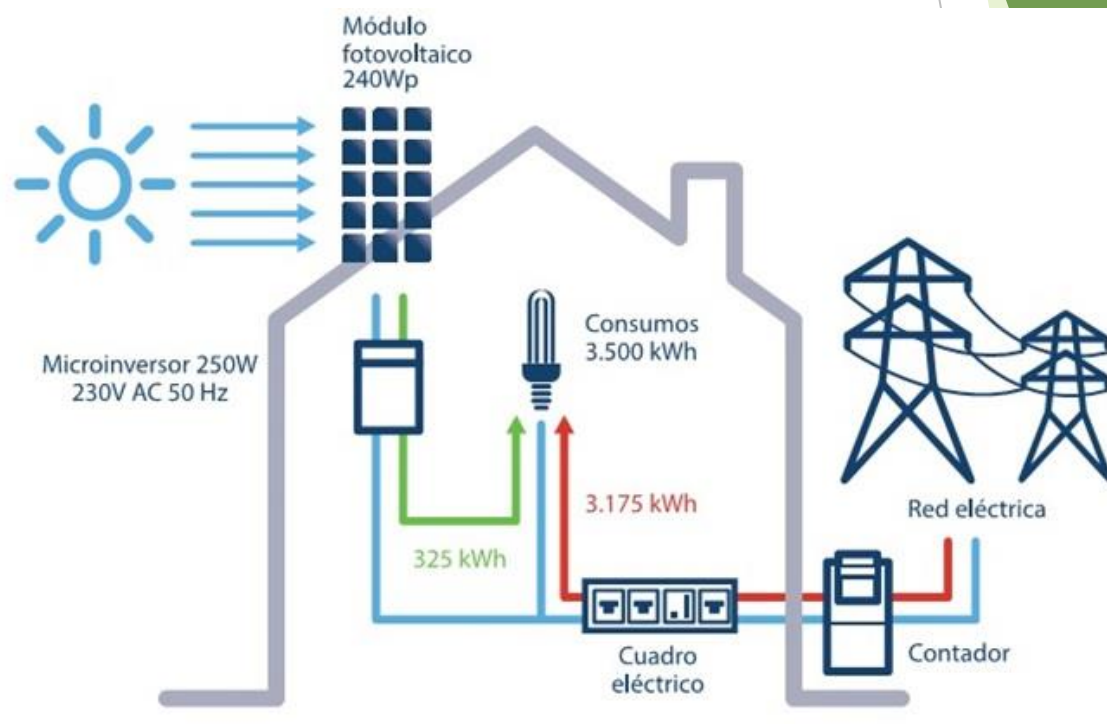 Módulo
fotovoltaico
240Wp
Microinversor 250W
230V AC 50 Hz
Consumos
3.500 kWh
3.175 kWh
325 kWh
Red eléctrica
Cuadro
eléctrico
Contador